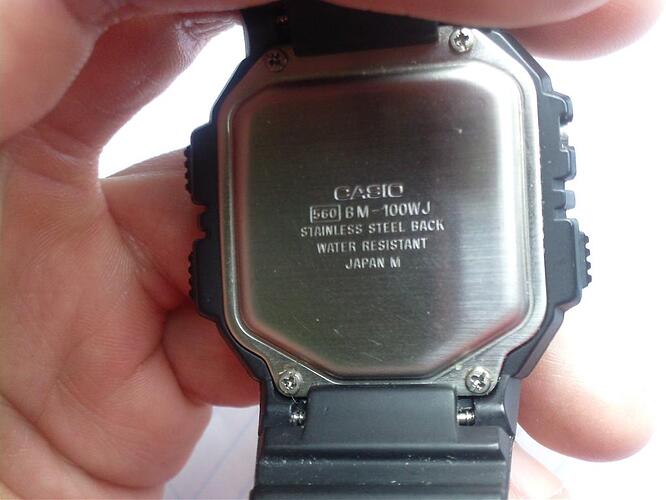 CASIO
560 BM-100WJ
STAINLESS STEEL BACK
WATER RESISTANT
JAPAN M